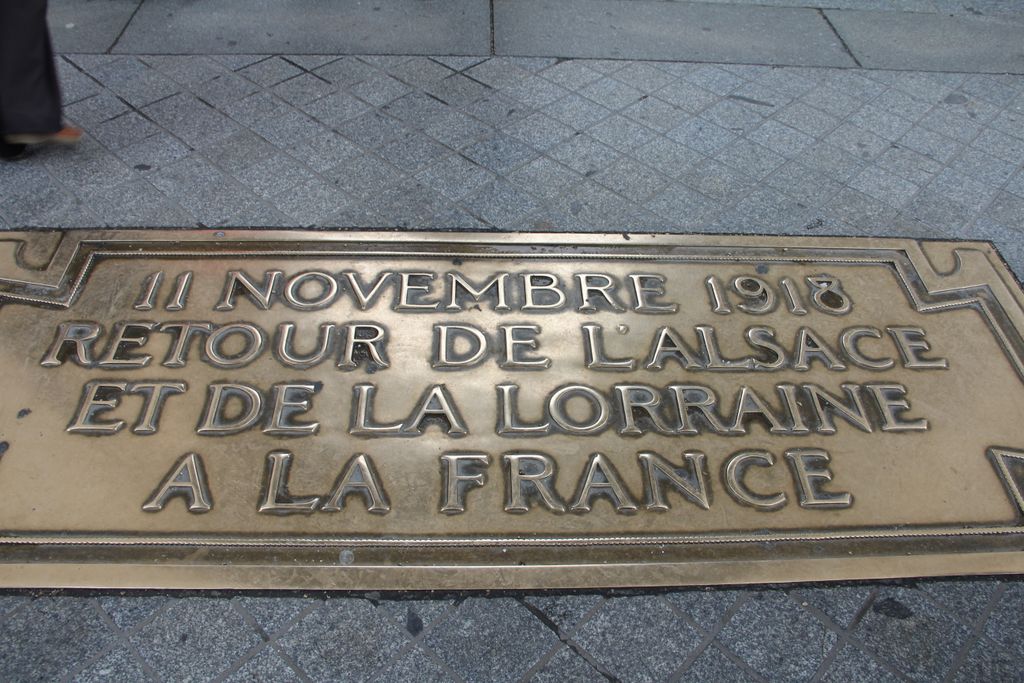 11 NOVEMBRE 1918
RETOUR DE L'ALSACE
ET DE LA LORRAINE
A LA FRANCE